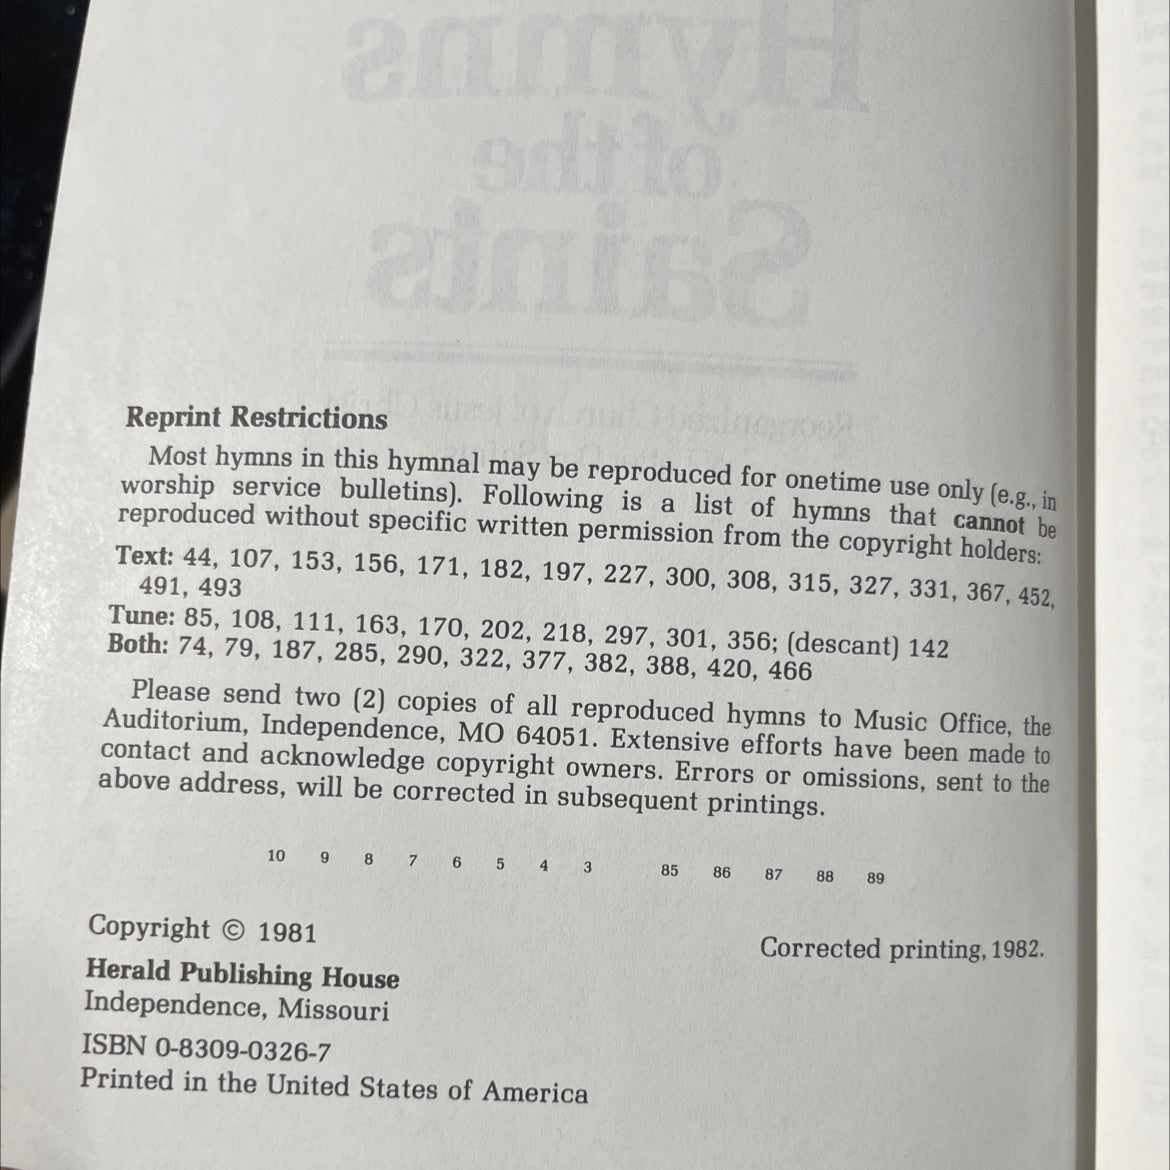 Hymns
of the
Saints
Reprint Restrictions
Most hymns in this hymnal may be reproduced for onetime use only (e.g., in
worship service bulletins). Following is a list of hymns that cannot be
reproduced without specific written permission from the copyright holders:
Text: 44, 107, 153, 156, 171, 182, 197, 227, 300, 308, 315, 327, 331, 367, 452,
491, 493
Tune: 85, 108, 111, 163, 170, 202, 218, 297, 301, 356; (descant) 142
Both: 74, 79, 187, 285, 290, 322, 377, 382, 388, 420, 466
Please send two (2) copies of all reproduced hymns to Music Office, the
Auditorium, Independence, MO 64051. Extensive efforts have been made to
contact and acknowledge copyright owners. Errors or omissions, sent to the
above address, will be corrected in subsequent printings.
10 9 8 7 6 5 4 3 85 86 87 88 89
Copyright © 1981
Corrected printing, 1982.
Herald Publishing House
Independence, Missouri
ISBN 0-8309-0326-7
Printed in the United States of America